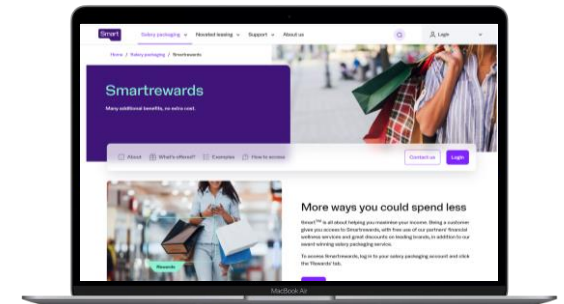 Smart
Salary packaging Novated leasing Support About us Login
Home / Salary packaging / Smartrewards
Smartrewards
Many additional benefits, no extra cost.
About What's offered? Examples How to access Contact us Login
More ways you could spend less
Smart™ is all about helping you maximise your income. Being a customer
gives you access to Smartrewards, with free use of our partners' financial
wellness services and great discounts on leading brands, in addition to our
award winning salary packaging service.
To access Smartrewards, log in to your salary packaging account and click
the 'Rewards' tab.
Rewards
MacBook Air